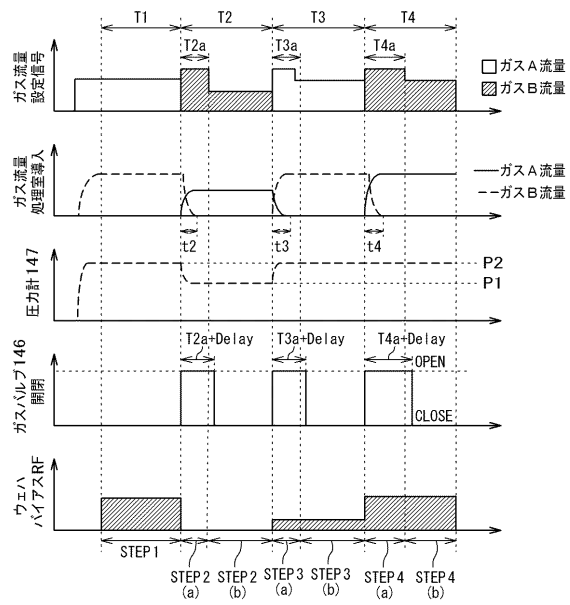 T1 T2 T3 T4
T2a T3a T4a
ガス流量
設定信号
ガスA流量
ガスB流量
ガス流量
処理室導入
ガスA流量
ガスB流量
t2 t3 t4
圧力計147
P2
P1
ガスバルブ146
開閉
T2a+Delay T3a+Delay T4a+Delay
OPEN
CLOSE
ウェハ
バイアスRF
STEP1
STEP2
(a)
STEP2
(b)
STEP3
(a)
STEP3
(b)
STEP4
(a)
STEP4
(b)